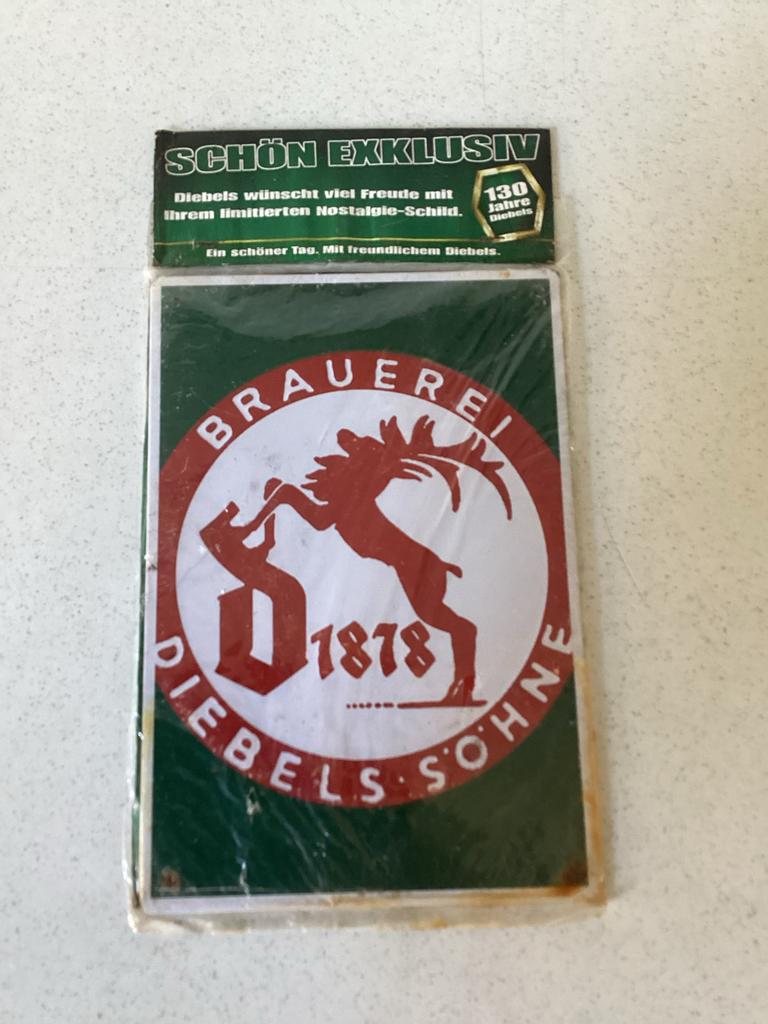 SCHÖN EXKLUSIV
Diebels wünscht viel Freude mit
Ihrem limitierten Nostalgie-Schild.
130
Jahre
Diebels
Ein schöner Tag. Mit freundlichem Diebels.
BRAUEREI
D 1878
DIEBELS·SÖHNE